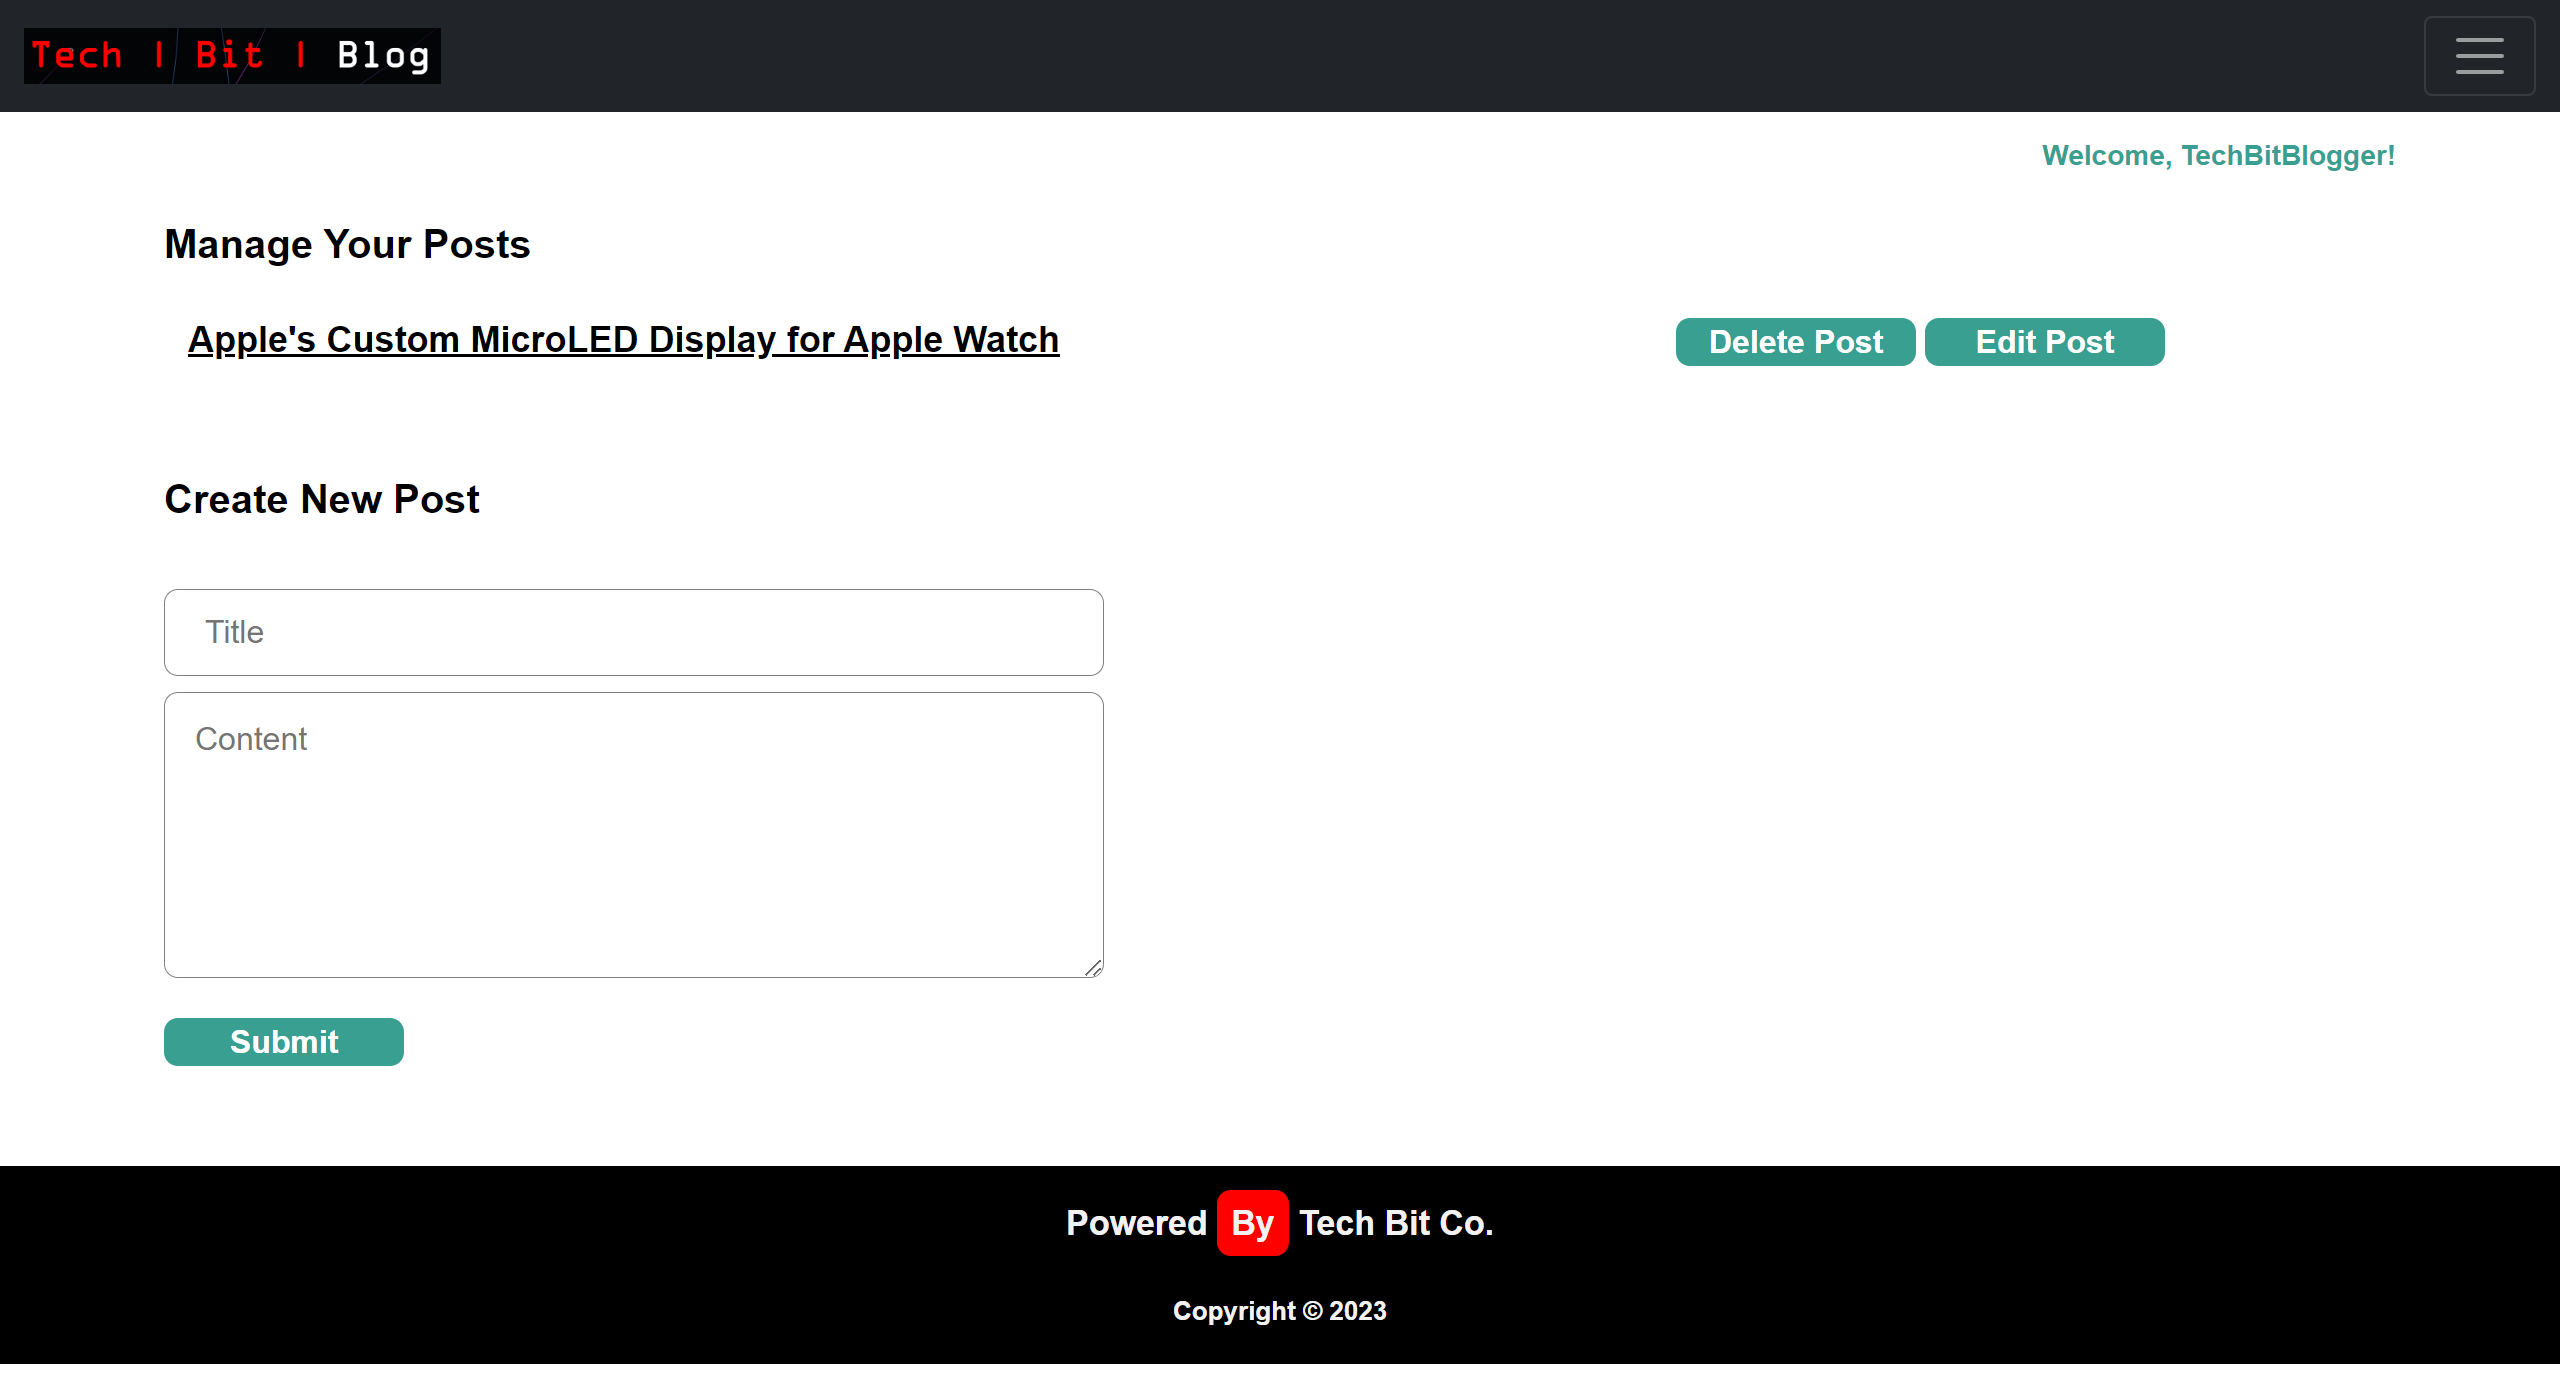 Tech | Bit | Blog
Welcome, TechBitBlogger!
Manage Your Posts
Apple's Custom MicroLED Display for Apple Watch
Delete Post Edit Post
Create New Post
Title
Content
Submit
Powered By Tech Bit Co.
Copyright © 2023